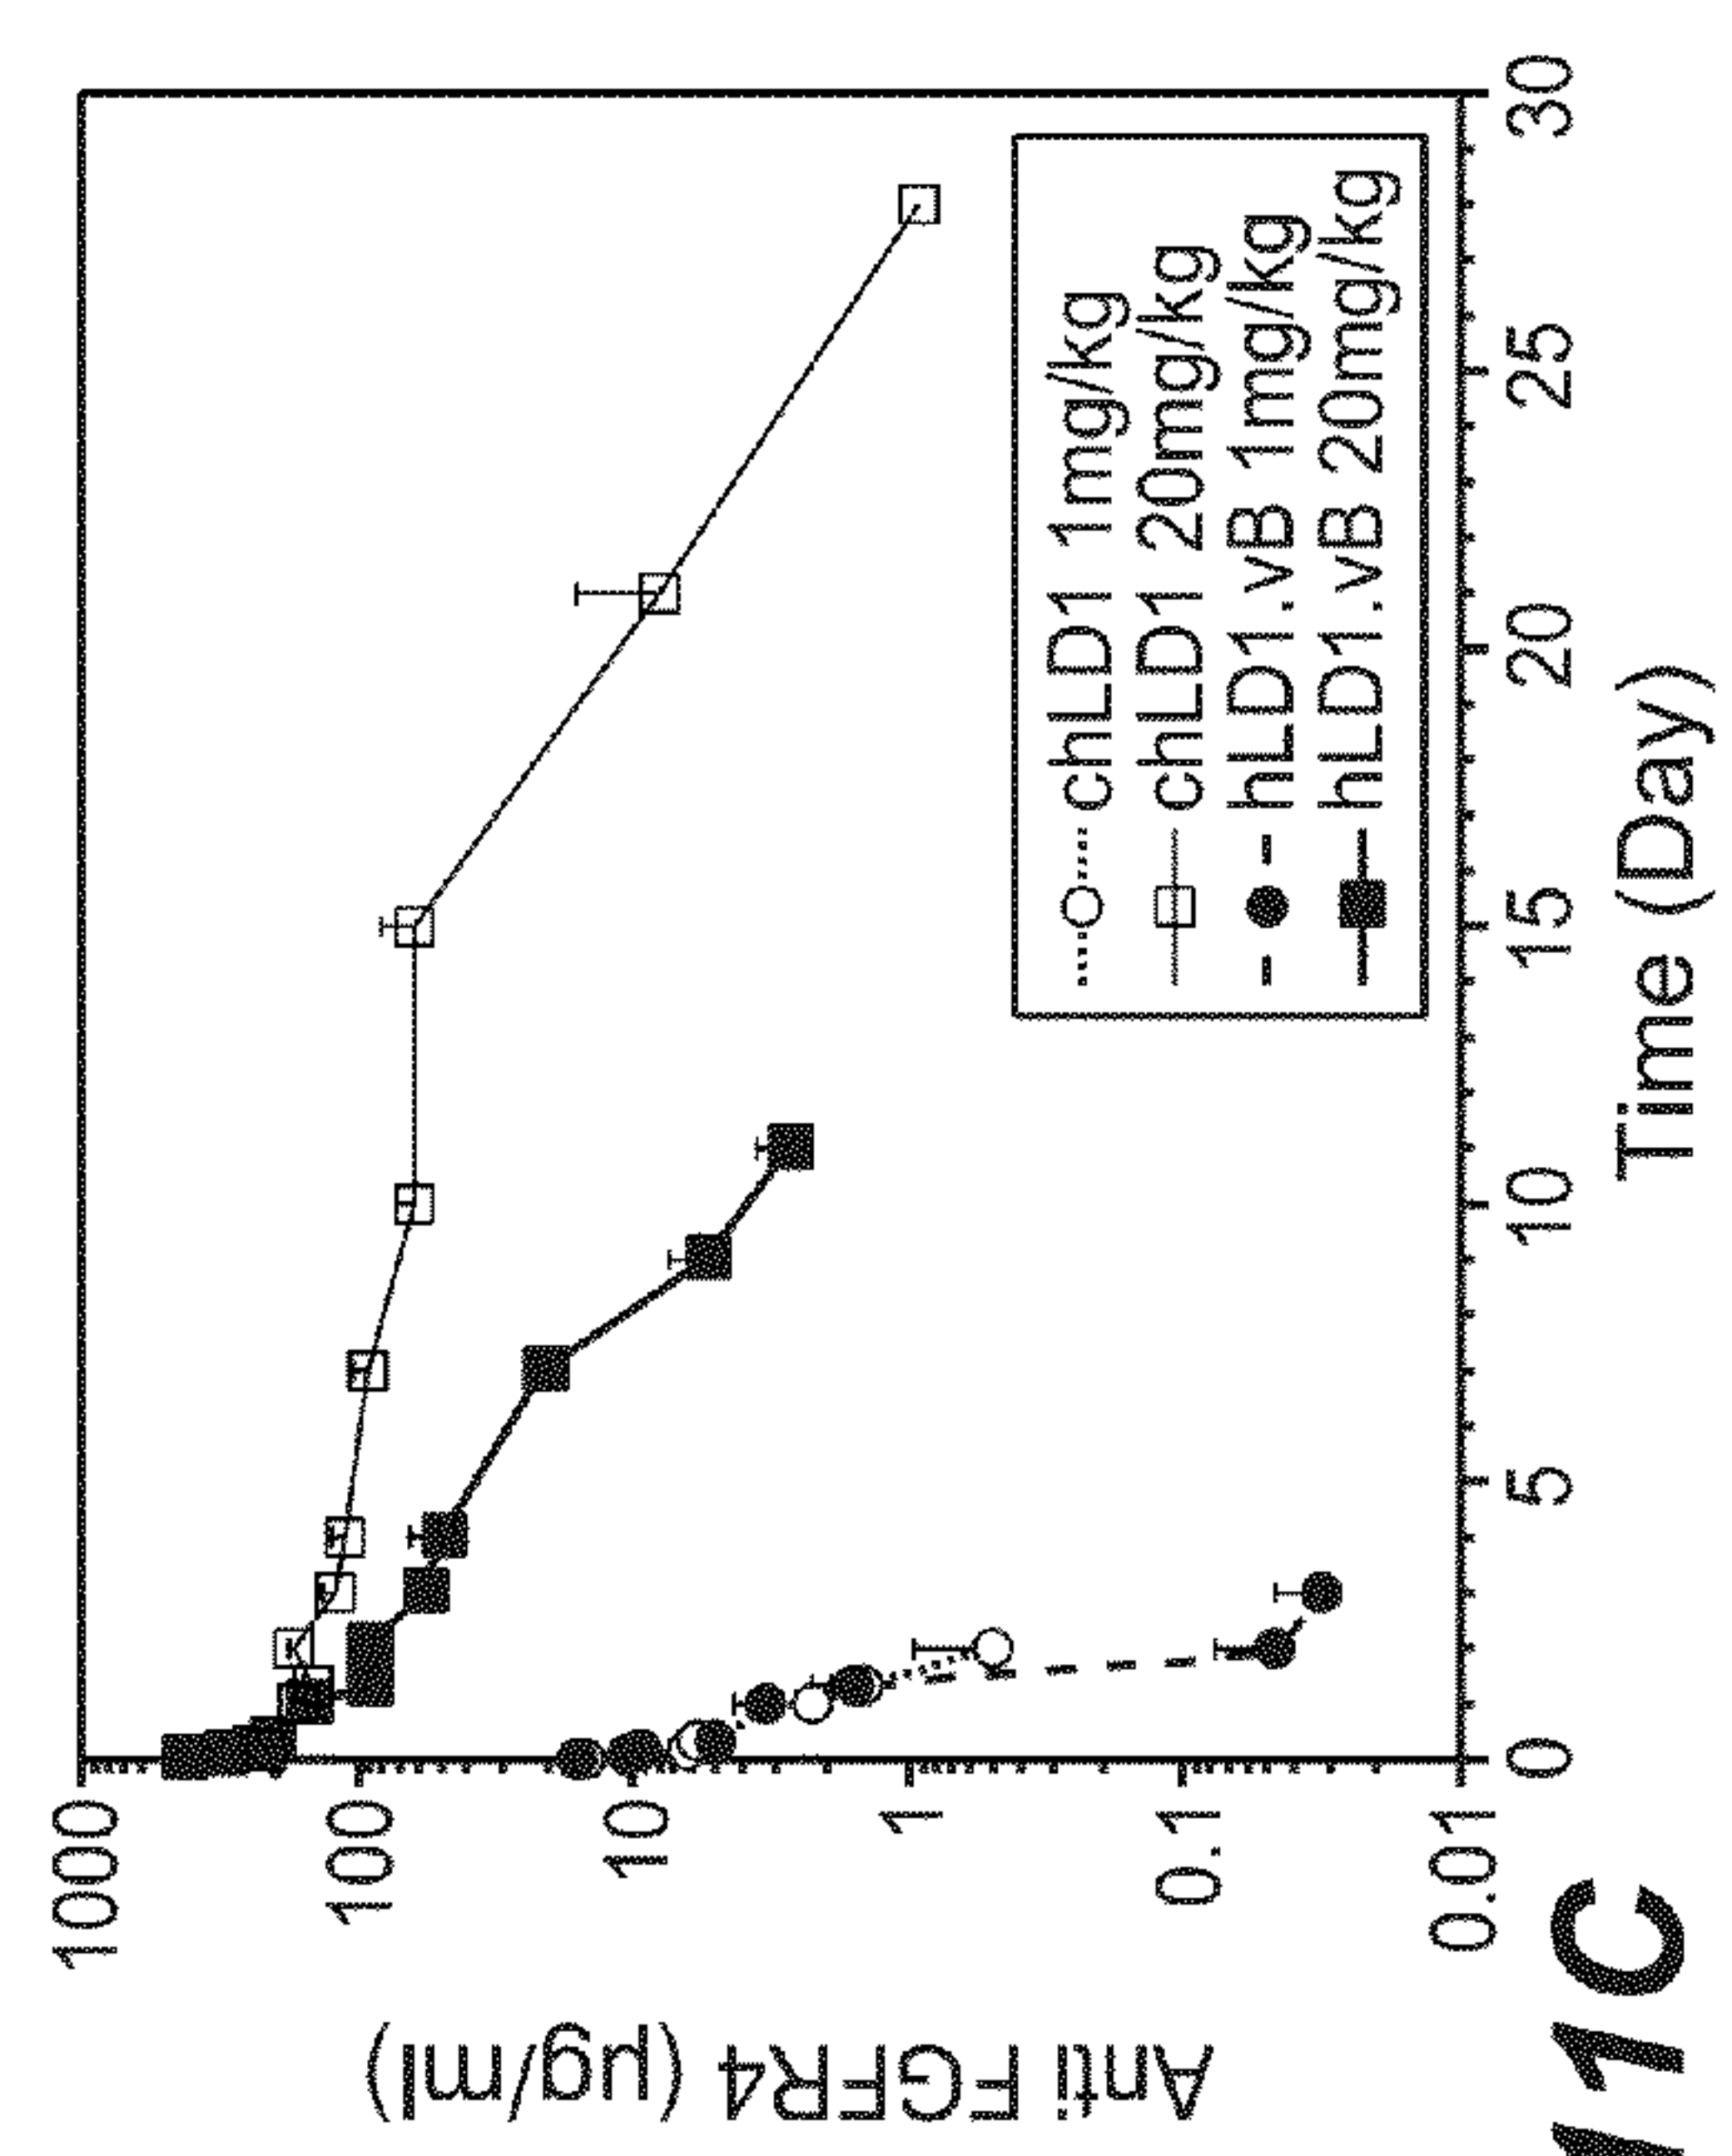 Anti FGFR4 (µg/ml)
1000
100
10
1
0.1
0.01
chLD1 1mg/kg
chLD1 20mg/kg
hLD1.vB 1mg/kg
hLD1.vB 20mg/kg
0 5 10 15 20 25 30
Time (Day)
11C